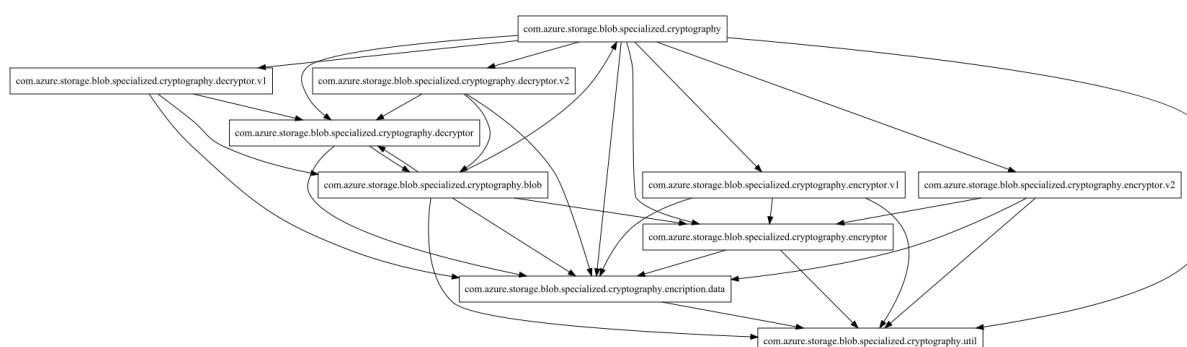 com.azure.storage.blob.specialized.cryptography
com.azure.storage.blob.specialized.cryptography.decryptor.v1
com.azure.storage.blob.specialized.cryptography.decryptor.v2
com.azure.storage.blob.specialized.cryptography.decryptor
com.azure.storage.blob.specialized.cryptography.blob
com.azure.storage.blob.specialized.cryptography.encryptor.v1
com.azure.storage.blob.specialized.cryptography.encryptor.v2
com.azure.storage.blob.specialized.cryptography.encryptor
com.azure.storage.blob.specialized.cryptography.encription.data
com.azure.storage.blob.specialized.cryptography.util